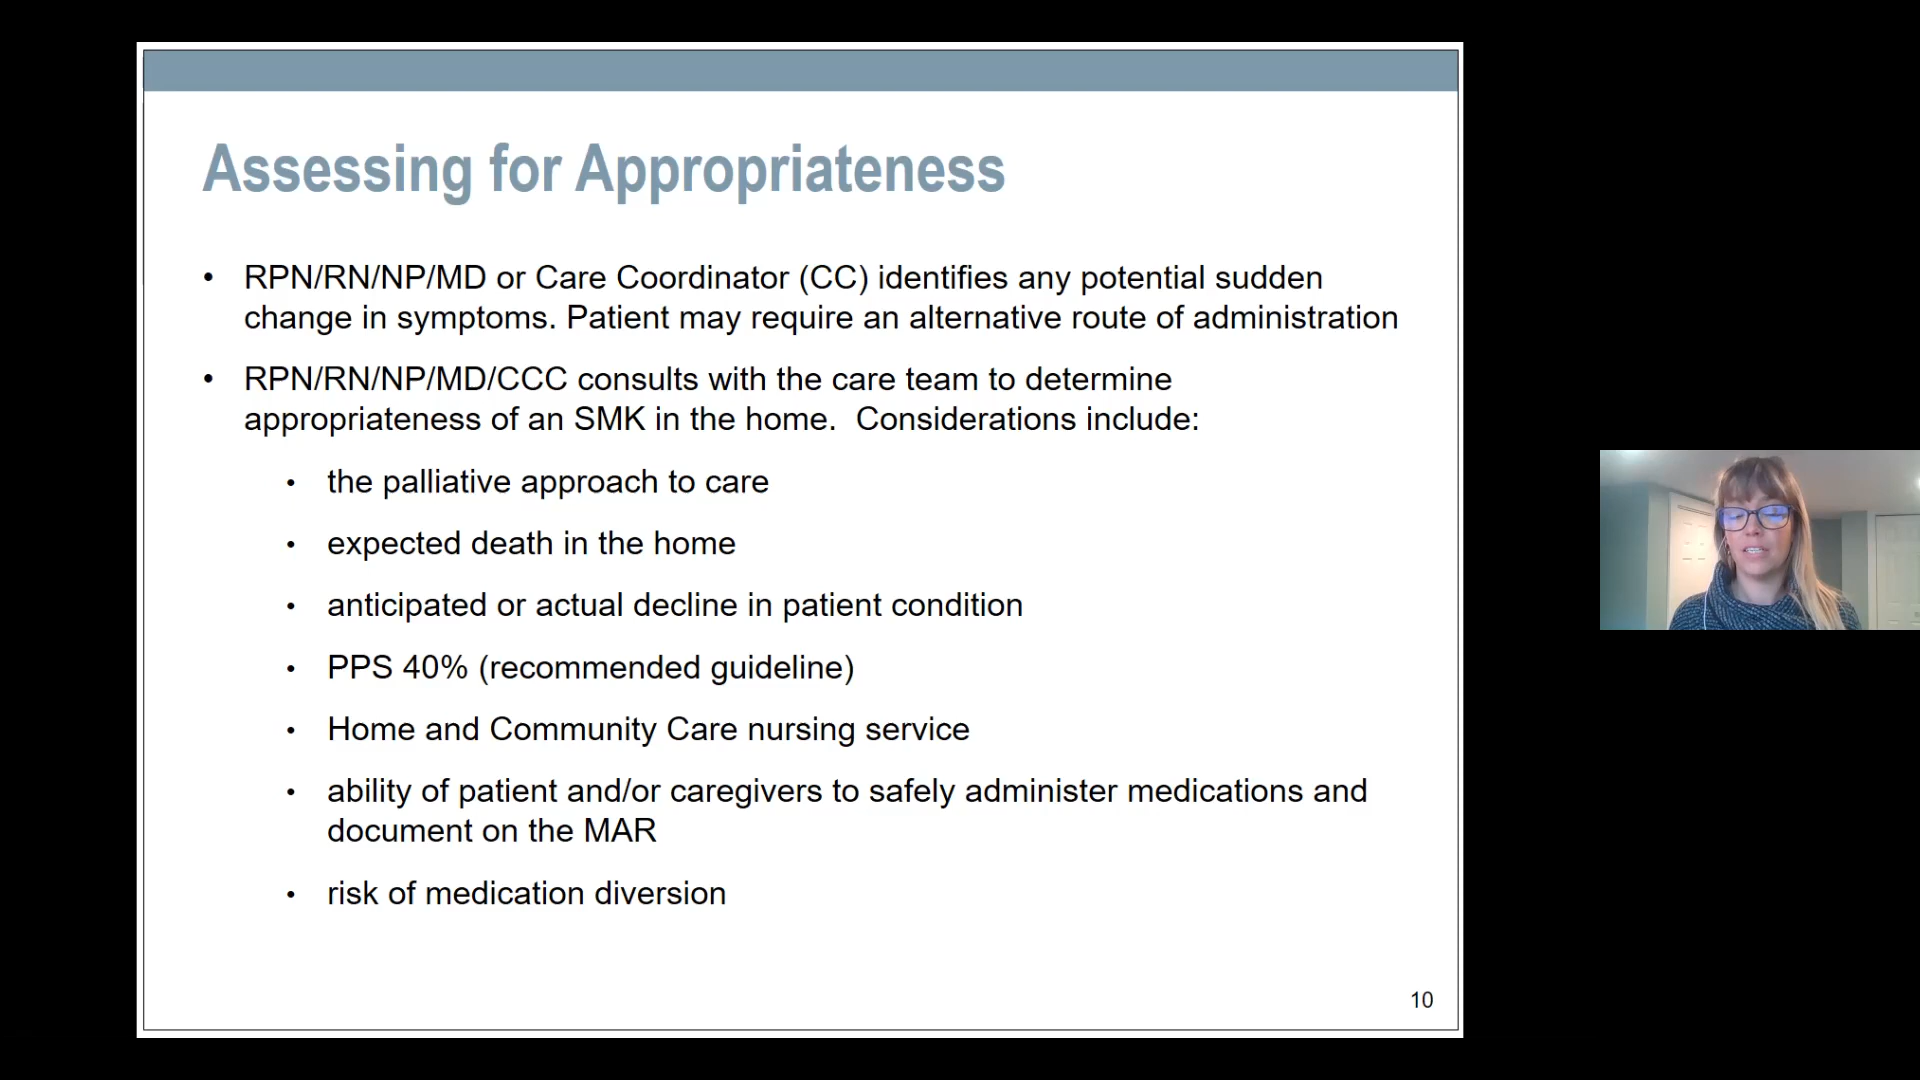 Assessing for Appropriateness
• RPN/RN/NP/MD or Care Coordinator (CC) identifies any potential sudden
change in symptoms. Patient may require an alternative route of administration
• RPN/RN/NP/MD/CCC consults with the care team to determine
appropriateness of an SMK in the home.  Considerations include:
• the palliative approach to care
• expected death in the home
• anticipated or actual decline in patient condition
• PPS 40% (recommended guideline)
• Home and Community Care nursing service
• ability of patient and/or caregivers to safely administer medications and
document on the MAR
• risk of medication diversion
10